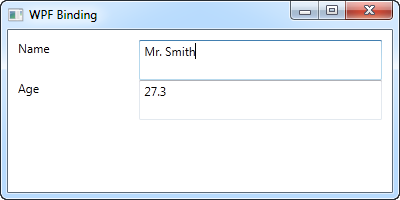 WPF Binding
Name
Mr. Smith
Age
27.3